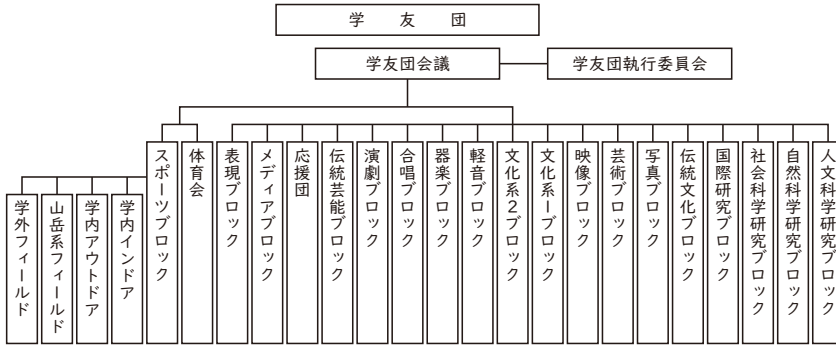 学友団
学友団会議
学友団執行委員会
学外フィールド
山岳系フィールド
学内アウトドア
学内インドア
スポーツブロック
体育会
表現ブロック
メディアブロック
応援団
伝統芸能ブロック
演劇ブロック
合唱ブロック
器楽ブロック
軽音ブロック
文化系2ブロック
文化系1ブロック
映像ブロック
芸術ブロック
写真ブロック
伝統文化ブロック
国際研究ブロック
社会科学研究ブロック
自然科学研究ブロック
人文科学研究ブロック